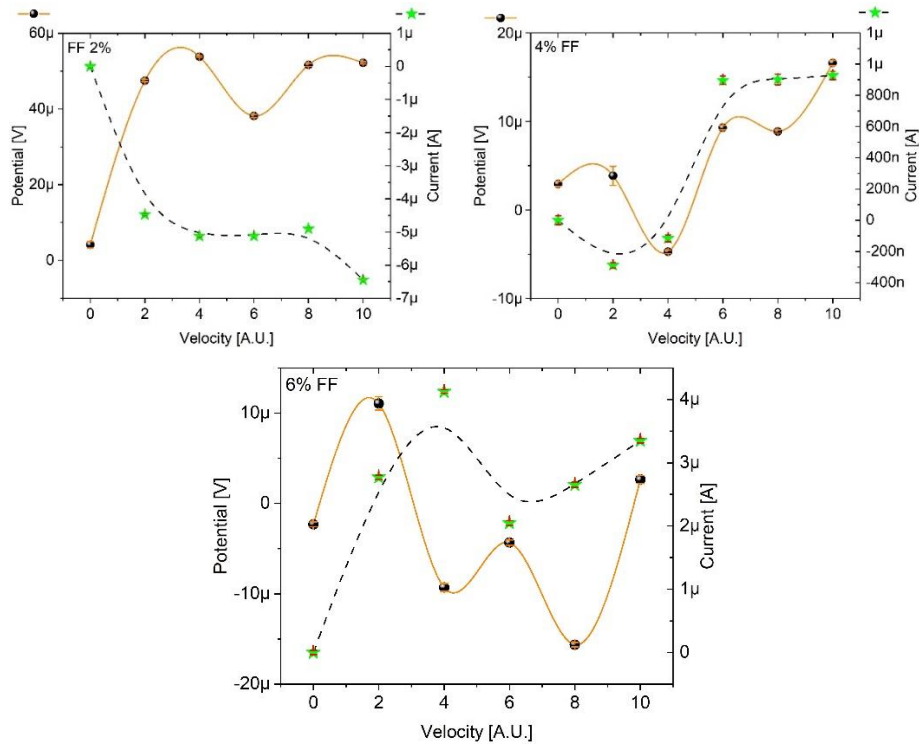 FF 2%
60µ
40µ
20µ
0
Potential [V]
1µ
0
-1µ
-2µ
-3µ
-4µ
-5µ
-6µ
-7µ
Current [A]
0 2 4 6 8 10
Velocity [A.U.]
4% FF
20µ
10µ
0
-10µ
Potential [V]
1µ
1µ
800n
600n
400n
200n
0
-200n
-400n
Current [A]
0 2 4 6 8 10
Velocity [A.U.]
6% FF
10µ
0
-10µ
-20µ
Potential [V]
4µ
3µ
2µ
1µ
0
Current [A]
0 2 4 6 8 10
Velocity [A.U.]